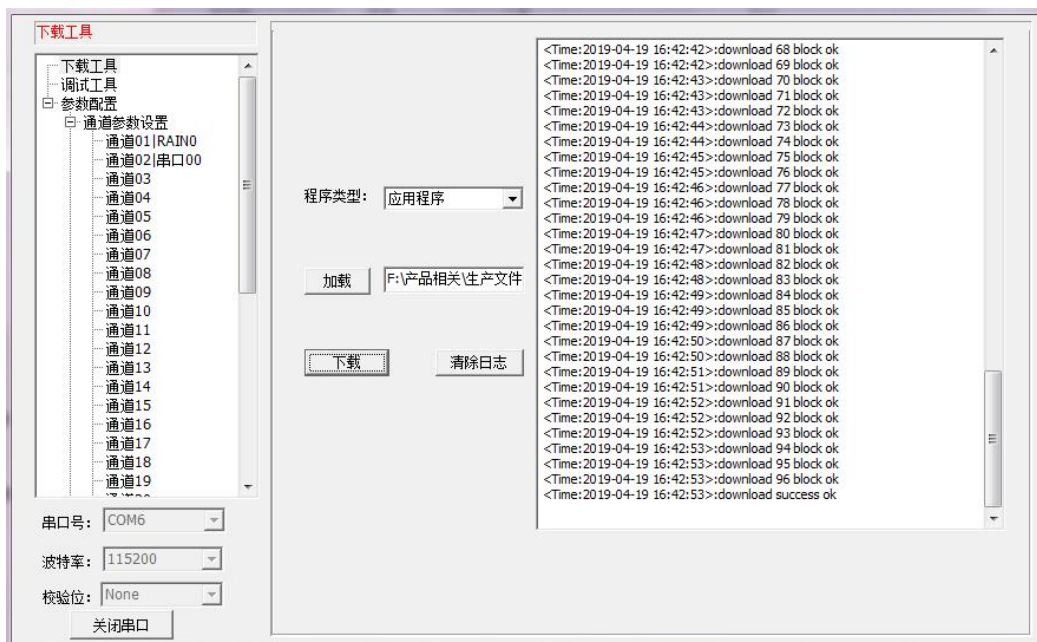 下载工具
下载工具
调试工具
参数配置
通道参数设置
通道01|RAIN0
通道02|串口00
通道03
通道04
通道05
通道06
通道07
通道08
通道09
通道10
通道11
通道12
通道13
通道14
通道15
通道16
通道17
通道18
通道19
串口号: COM6
波特率: 115200
校验位: None
关闭串口
程序类型: 应用程序
加载 F:\产品相关\生产文件
下载 清除日志
<Time:2019-04-19 16:42:42>:download 68 block ok
<Time:2019-04-19 16:42:42>:download 69 block ok
<Time:2019-04-19 16:42:43>:download 70 block ok
<Time:2019-04-19 16:42:43>:download 71 block ok
<Time:2019-04-19 16:42:43>:download 72 block ok
<Time:2019-04-19 16:42:44>:download 73 block ok
<Time:2019-04-19 16:42:44>:download 74 block ok
<Time:2019-04-19 16:42:45>:download 75 block ok
<Time:2019-04-19 16:42:45>:download 76 block ok
<Time:2019-04-19 16:42:46>:download 77 block ok
<Time:2019-04-19 16:42:46>:download 78 block ok
<Time:2019-04-19 16:42:46>:download 79 block ok
<Time:2019-04-19 16:42:47>:download 80 block ok
<Time:2019-04-19 16:42:47>:download 81 block ok
<Time:2019-04-19 16:42:48>:download 82 block ok
<Time:2019-04-19 16:42:48>:download 83 block ok
<Time:2019-04-19 16:42:49>:download 84 block ok
<Time:2019-04-19 16:42:49>:download 85 block ok
<Time:2019-04-19 16:42:49>:download 86 block ok
<Time:2019-04-19 16:42:50>:download 87 block ok
<Time:2019-04-19 16:42:50>:download 88 block ok
<Time:2019-04-19 16:42:51>:download 89 block ok
<Time:2019-04-19 16:42:51>:download 90 block ok
<Time:2019-04-19 16:42:52>:download 91 block ok
<Time:2019-04-19 16:42:52>:download 92 block ok
<Time:2019-04-19 16:42:52>:download 93 block ok
<Time:2019-04-19 16:42:53>:download 94 block ok
<Time:2019-04-19 16:42:53>:download 95 block ok
<Time:2019-04-19 16:42:53>:download 96 block ok
<Time:2019-04-19 16:42:53>:download success ok